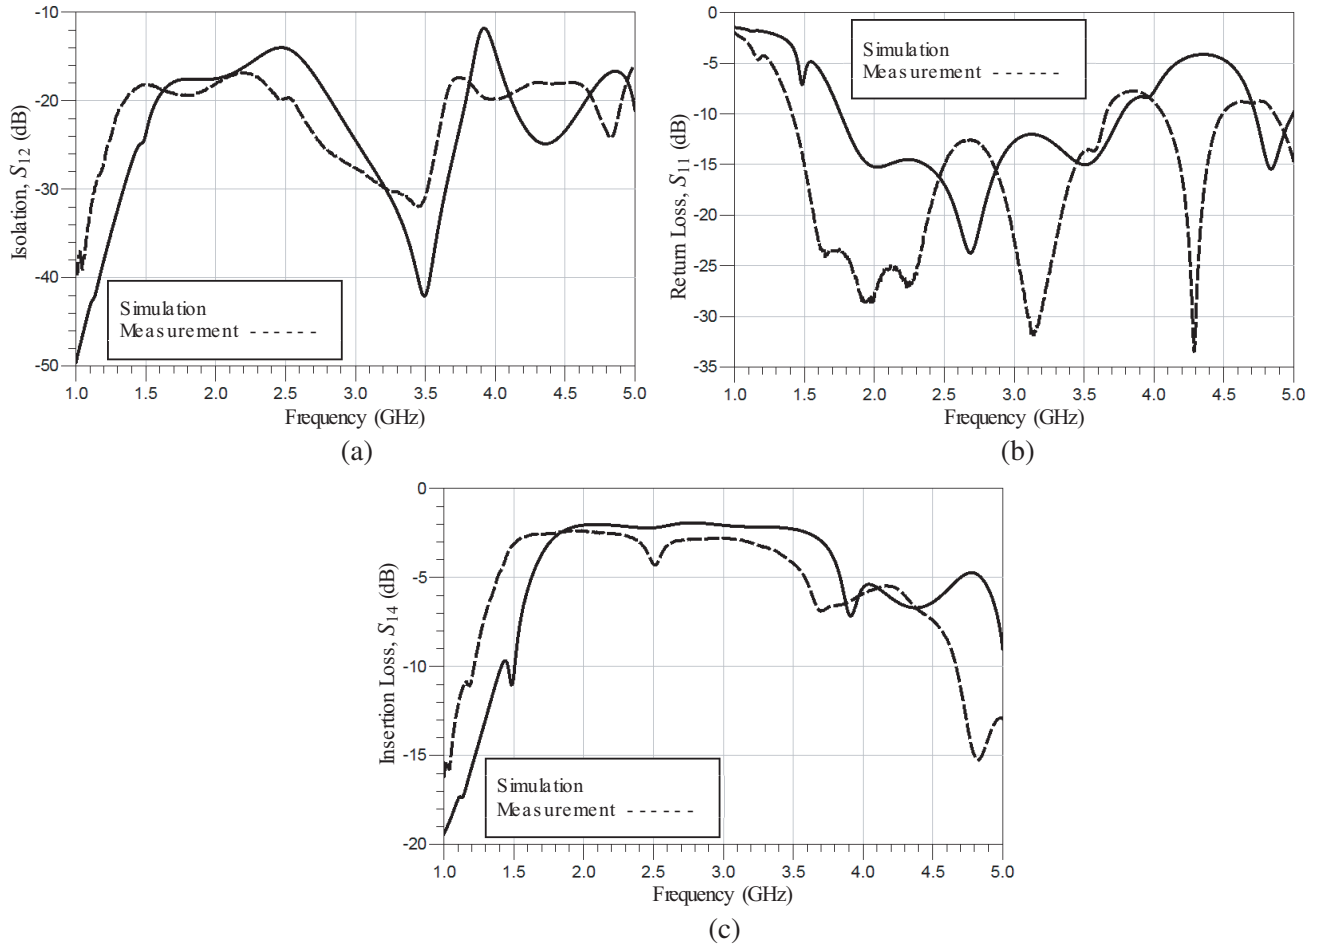 -10
-20
-30
-40
-50
Isolation, S12 (dB)
Simulation
Measurement ------
1.0 1.5 2.0 2.5 3.0 3.5 4.0 4.5 5.0
Frequency (GHz)
(a)
0
-5
-10
-15
-20
-25
-30
-35
Return Loss, S11 (dB)
Simulation
Measurement ------
1.0 1.5 2.0 2.5 3.0 3.5 4.0 4.5 5.0
Frequency (GHz)
(b)
0
-5
-10
-15
-20
Insertion Loss, S14 (dB)
Simulation
Measurement ------
1.0 1.5 2.0 2.5 3.0 3.5 4.0 4.5 5.0
Frequency (GHz)
(c)